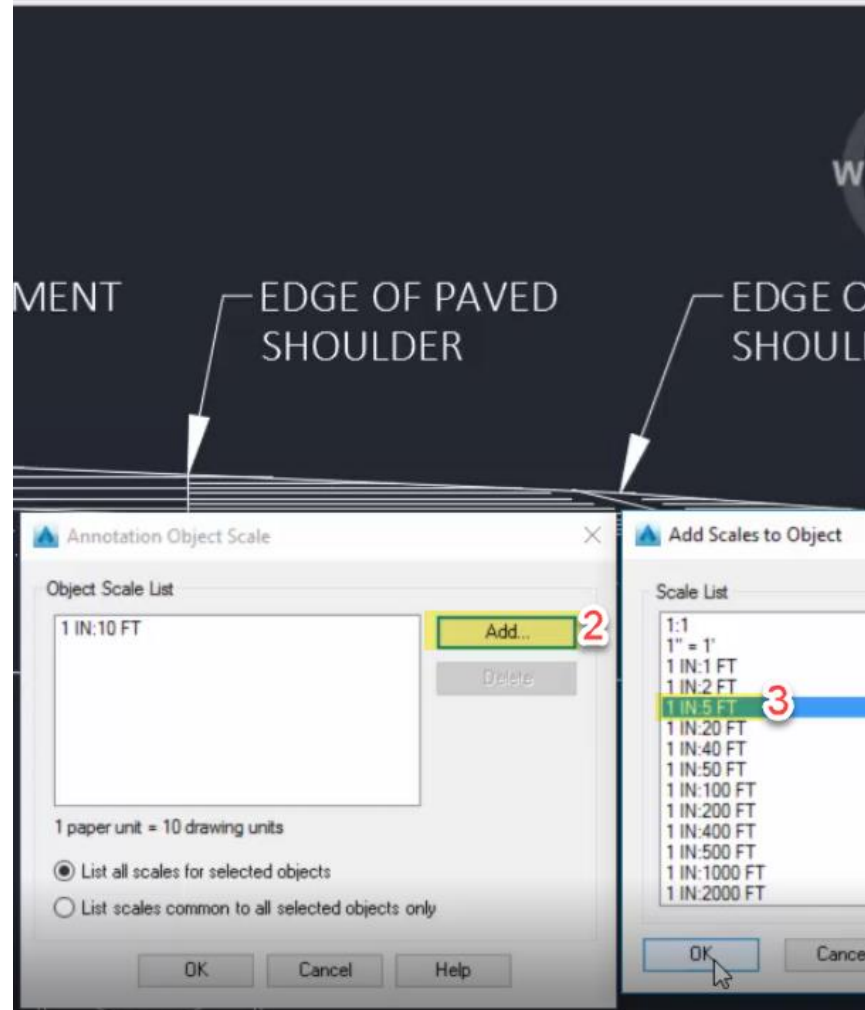 W
MENT
EDGE OF PAVED
SHOULDER
EDGE O
SHOUL
Annotation Object Scale
Object Scale List
1 IN:10 FT
Add...
2
Delete
1 paper unit = 10 drawing units
List all scales for selected objects
List scales common to all selected objects only
OK
Cancel
Help
Add Scales to Object
Scale List
1:1
1" = 1'
1 IN:1 FT
1 IN:2 FT
1 IN:5 FT
3
1 IN:20 FT
1 IN:40 FT
1 IN:50 FT
1 IN:100 FT
1 IN:200 FT
1 IN:400 FT
1 IN:500 FT
1 IN:1000 FT
1 IN:2000 FT
OK
Cance